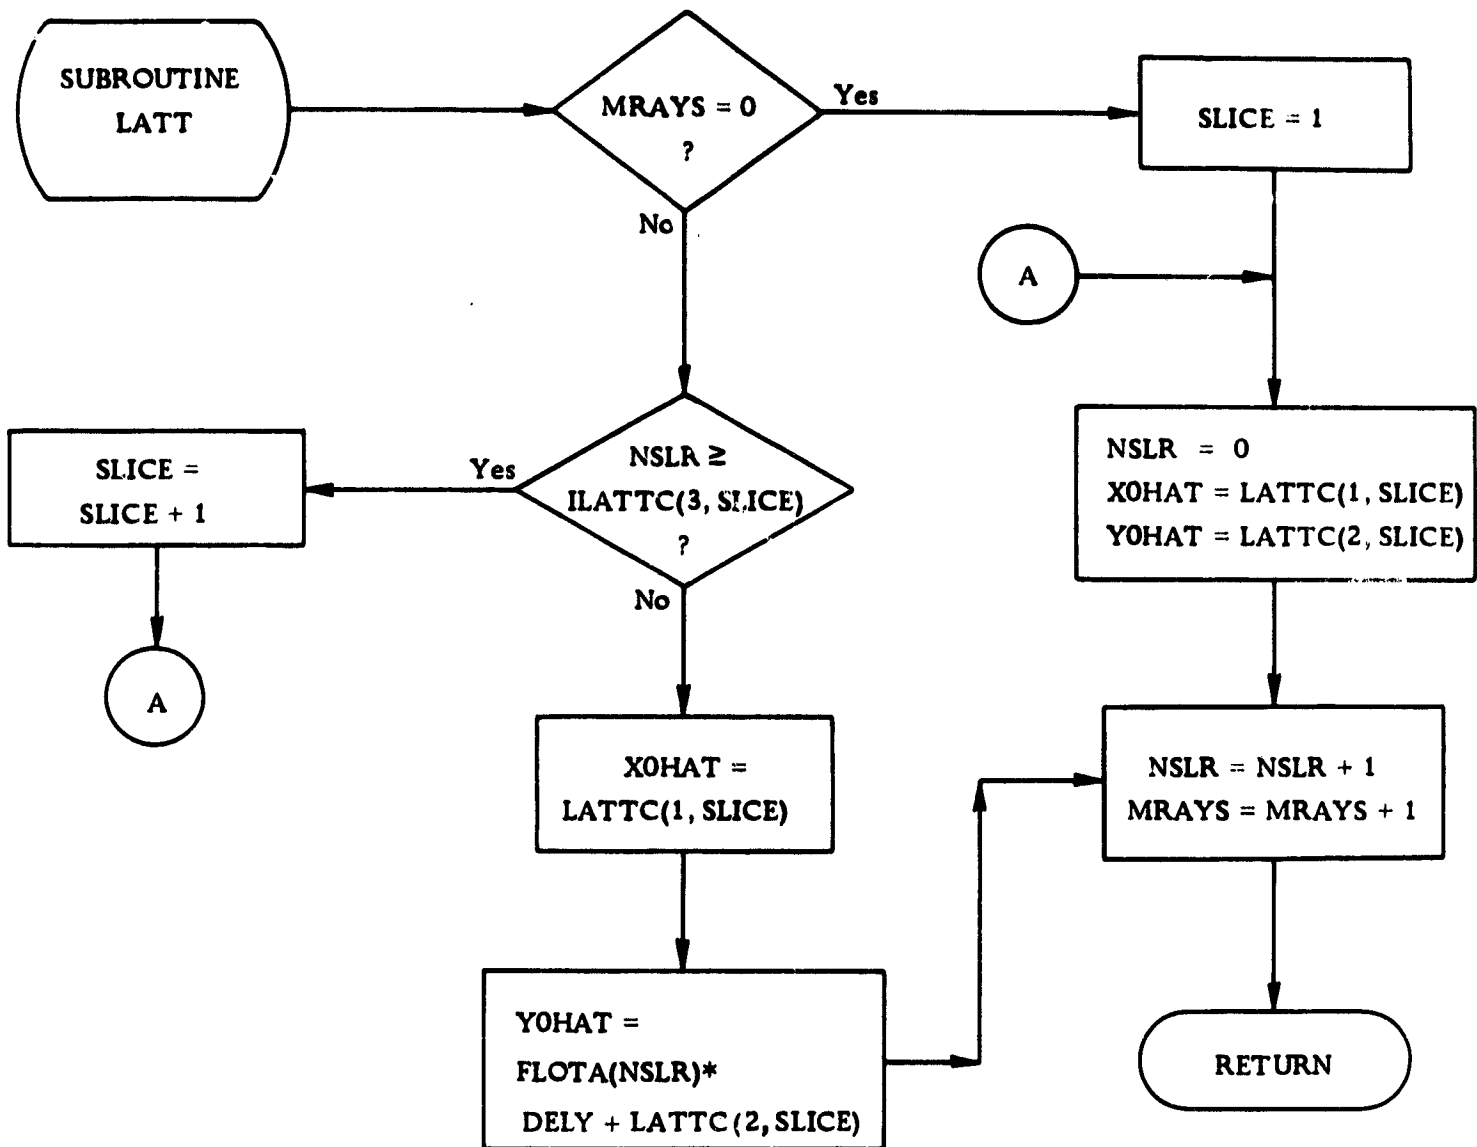 SUBROUTINE
LATT
MRAYS = 0
?
Yes
No
SLICE = 1
A
NSLR ≥
ILATTC(3, SLICE)
?
Yes
No
SLICE =
SLICE + 1
A
NSLR = 0
X0HAT = LATTC(1, SLICE)
Y0HAT = LATTC(2, SLICE)
X0HAT =
LATTC(1, SLICE)
Y0HAT =
FLOTA(NSLR)*
DELY + LATTC(2, SLICE)
NSLR = NSLR + 1
MRAYS = MRAYS + 1
RETURN